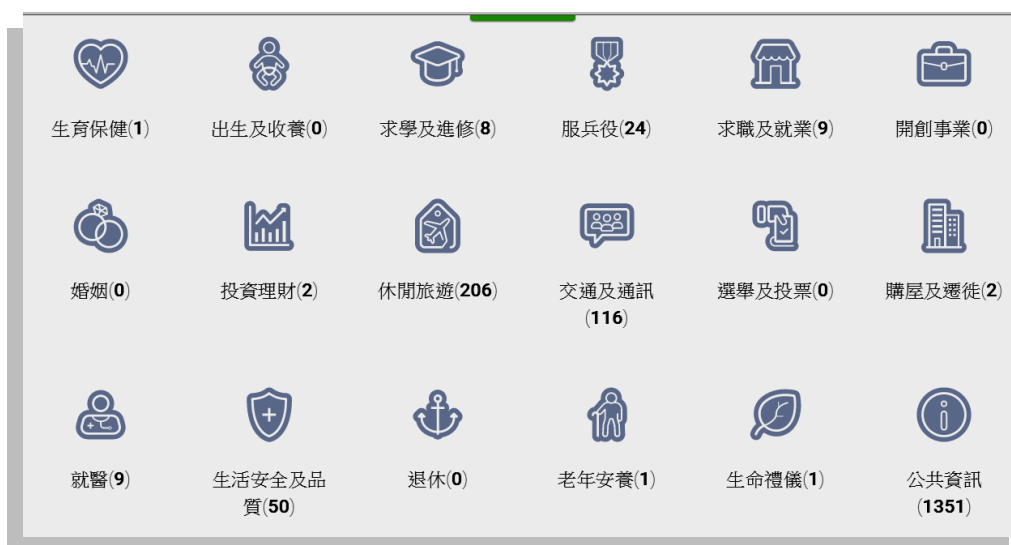 生育保健(1)
出生及收養(0)
求學及進修(8)
服兵役(24)
求職及就業(9)
開創事業(0)
婚姻(0)
投資理財(2)
休閒旅遊(206)
交通及通訊
(116)
選舉及投票(0)
購屋及遷徙(2)
就醫(9)
生活安全及品
質(50)
退休(0)
老年安養(1)
生命禮儀(1)
公共資訊
(1351)